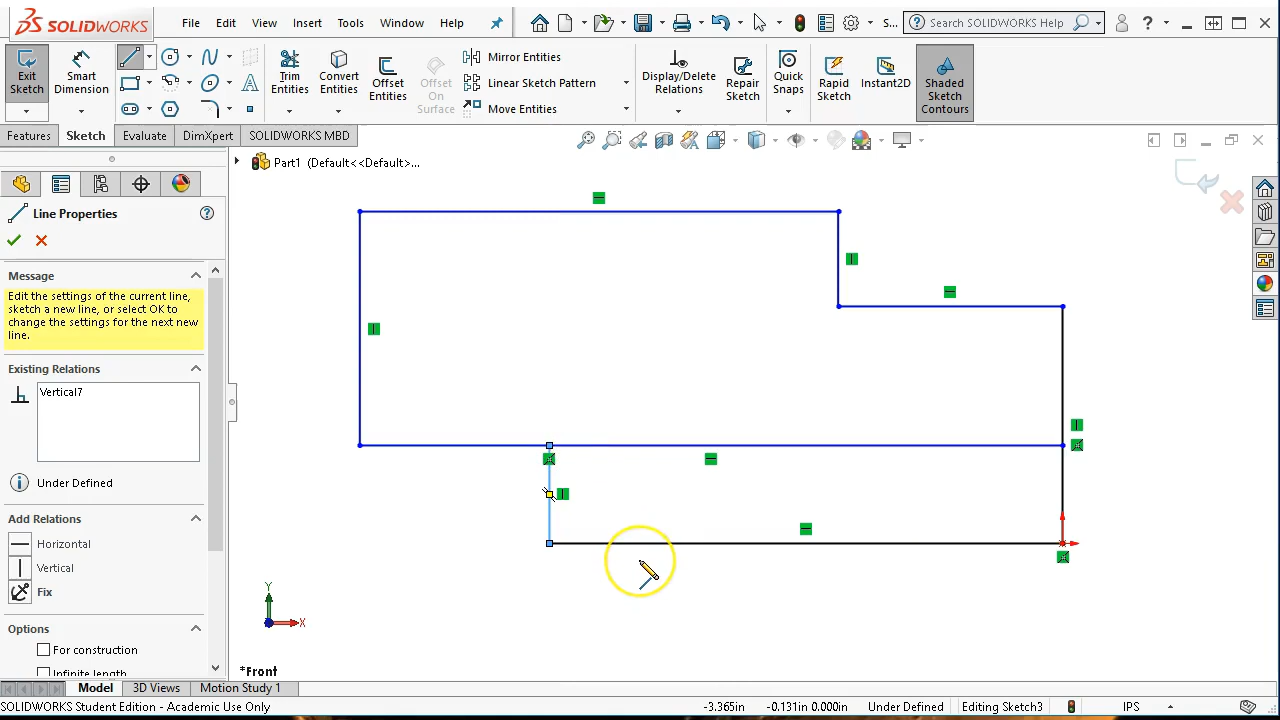 SOLIDWORKS File Edit View Insert Tools Window Help S... Search SOLIDWORKS Help
Exit Sketch
Smart Dimension
Trim Entities
Convert Entities
Offset Entities
Offset On Surface
Mirror Entities
Linear Sketch Pattern
Move Entities
Display/Delete Relations
Repair Sketch
Quick Snaps
Rapid Sketch
Instant2D
Shaded Sketch Contours
Features Sketch Evaluate DimXpert SOLIDWORKS MBD
Part1 (Default<<Default>...
Line Properties
Message
Edit the settings of the current line,
sketch a new line, or select OK to
change the settings for the next new
line.
Existing Relations
Vertical7
Under Defined
Add Relations
Horizontal
Vertical
Fix
Options
For construction
Infinite length
Y
X
*Front
Model 3D Views Motion Study 1
SOLIDWORKS Student Edition - Academic Use Only -3.365in -0.131in 0.000in Under Defined Editing Sketch3 IPS